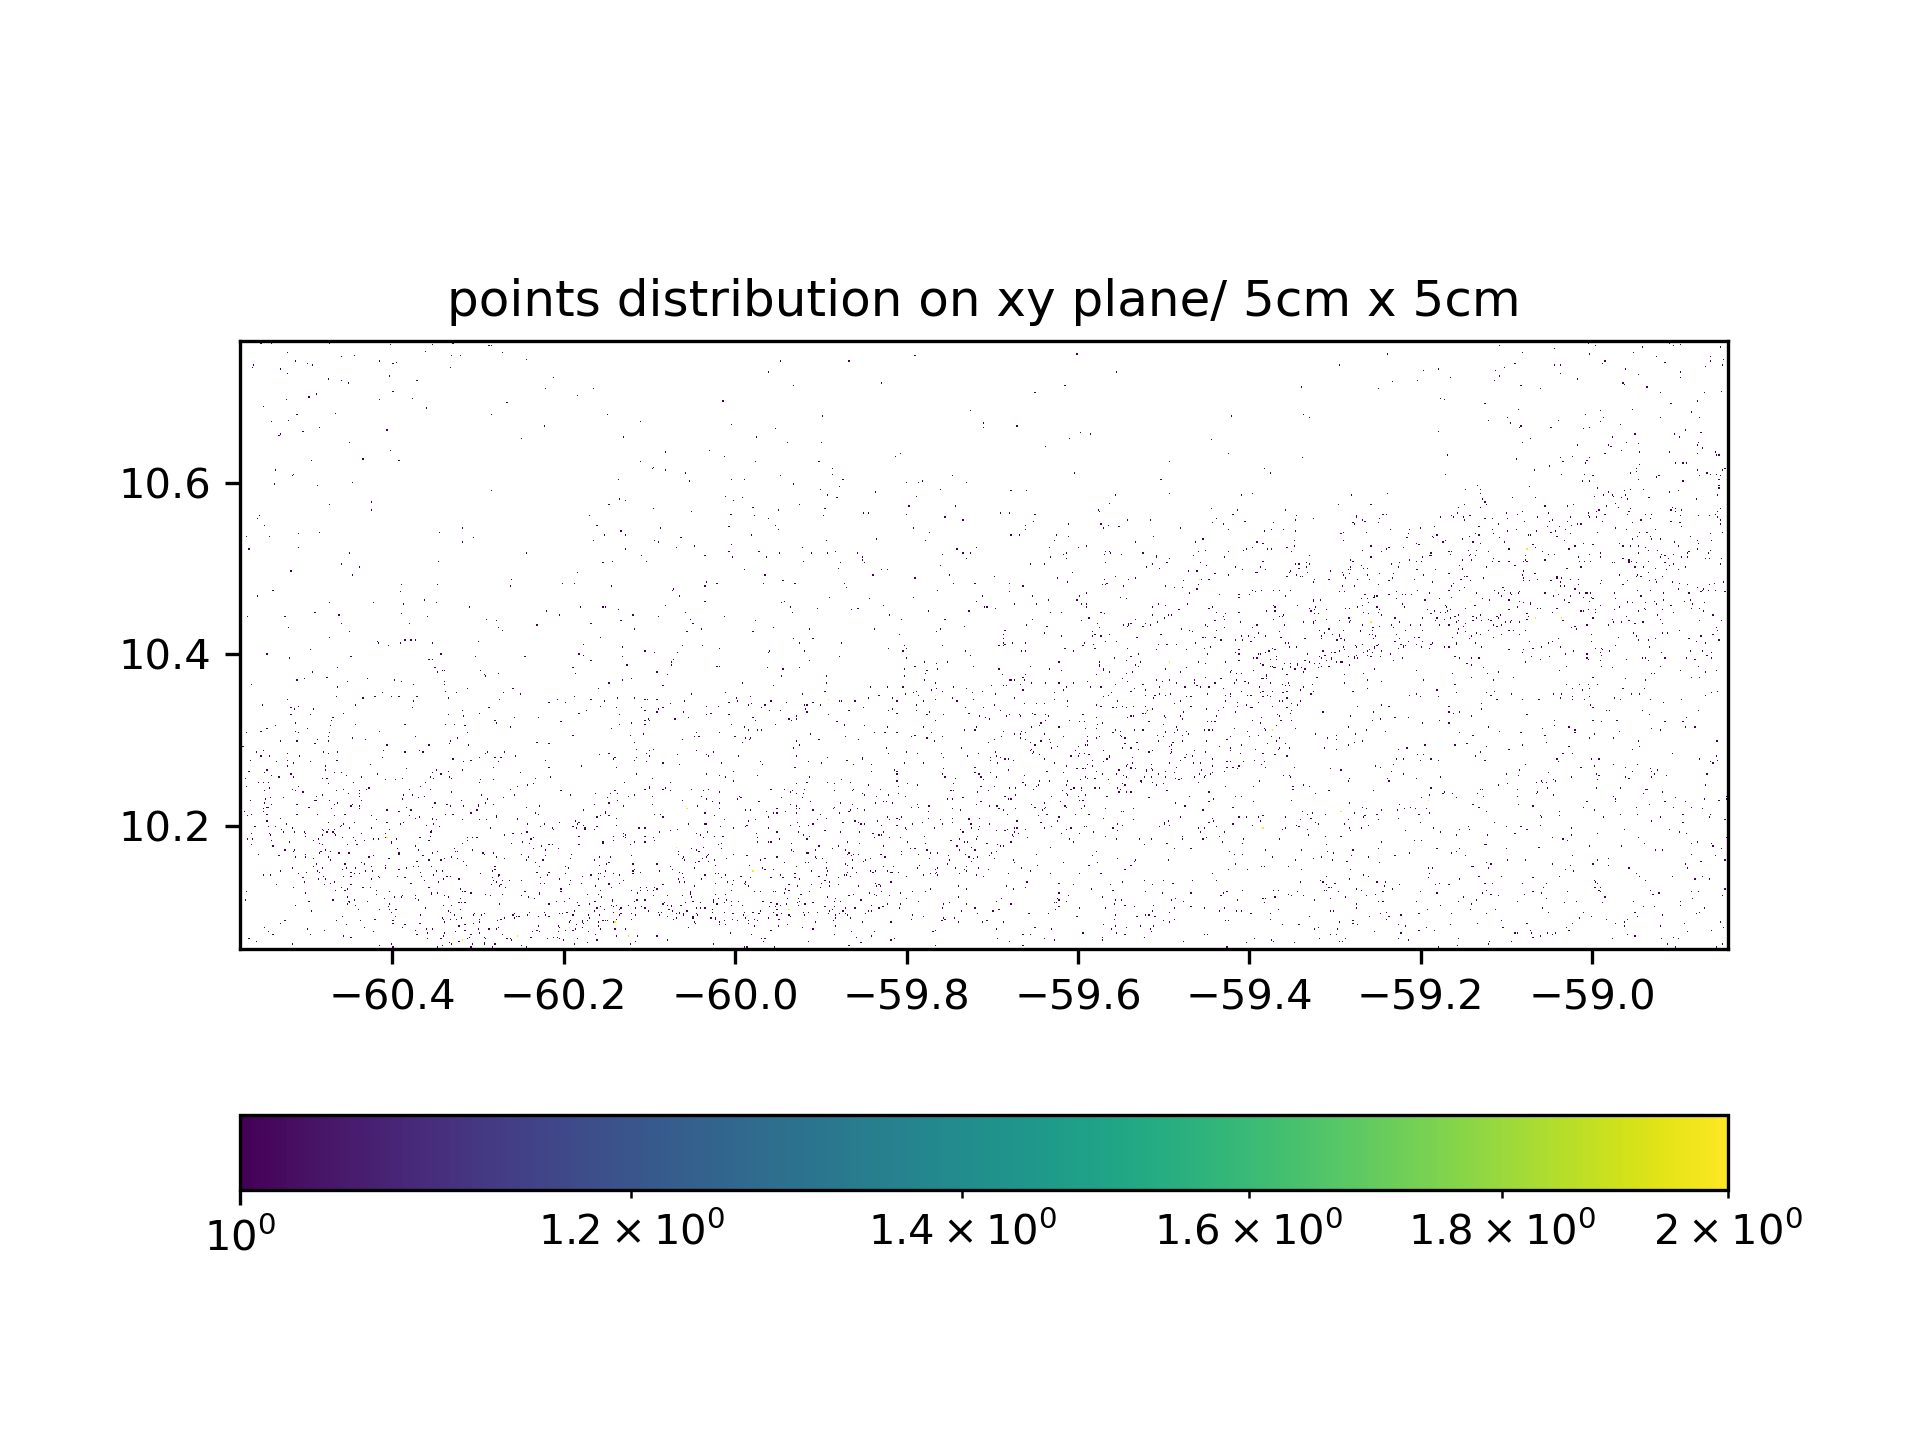 points distribution on xy plane/ 5cm x 5cm
10.6
10.4
10.2
−60.4 −60.2 −60.0 −59.8 −59.6 −59.4 −59.2 −59.0
10⁰ 1.2 × 10⁰ 1.4 × 10⁰ 1.6 × 10⁰ 1.8 × 10⁰ 2 × 10⁰